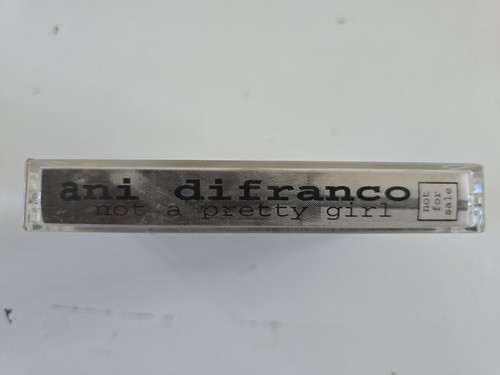 ani difranco
not a pretty girl
not
for
sale